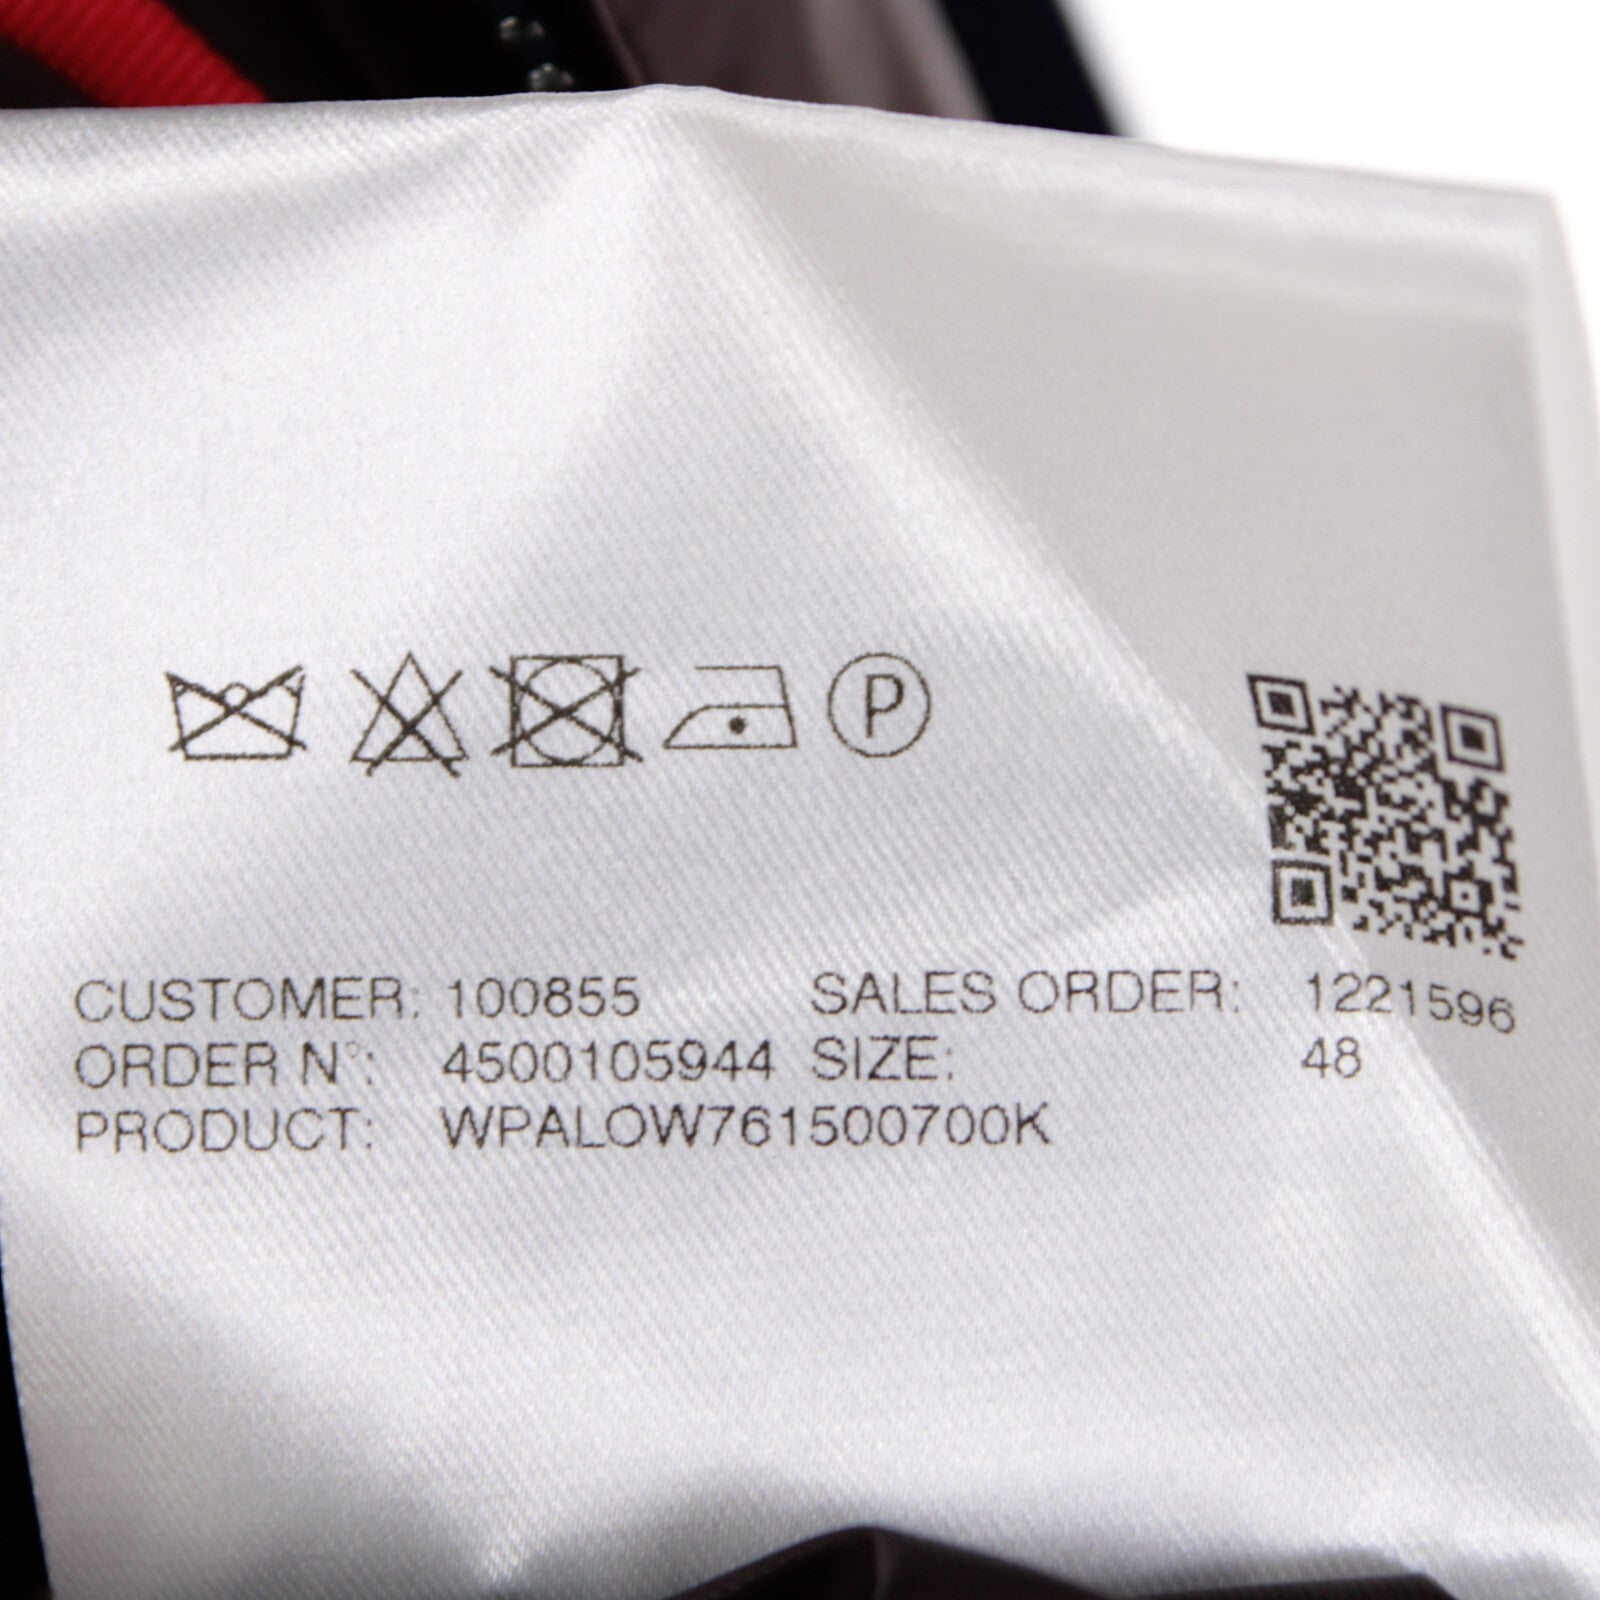 P
CUSTOMER: 100855 SALES ORDER: 1221596
ORDER N°: 4500105944 SIZE: 48
PRODUCT: WPALOW761500700K